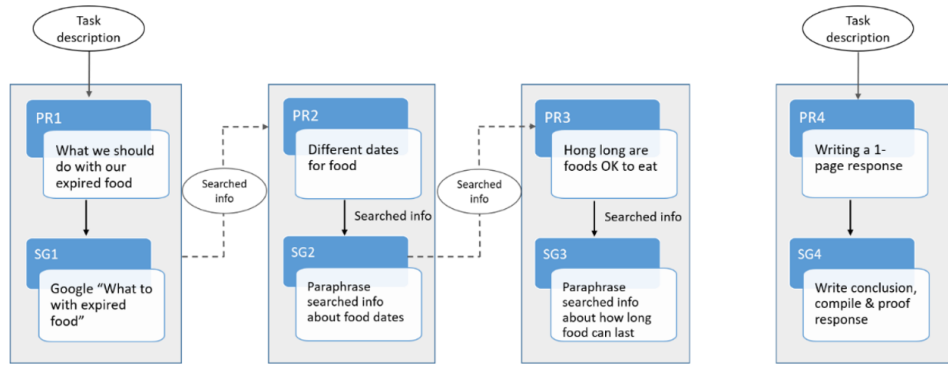 Task
description
PR1
What we should
do with our
expired food
SG1
Google “What to
with expired
food”
Searched
info
PR2
Different dates
for food
Searched info
SG2
Paraphrase
searched info
about food dates
Searched
info
PR3
Hong long are
foods OK to eat
Searched info
SG3
Paraphrase
searched info
about how long
food can last
Task
description
PR4
Writing a 1-
page response
SG4
Write conclusion,
compile & proof
response